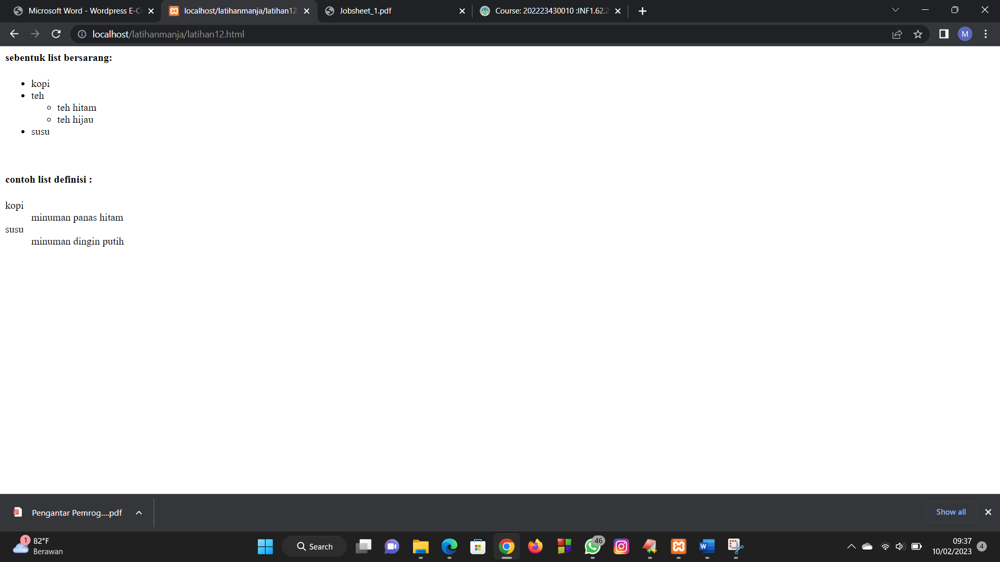 Microsoft Word - Wordpress E-C
localhost/latihanmanja/latihan12
Jobsheet_1.pdf
Course: 202223430010 :INF1.62.2
localhost/latihanmanja/latihan12.html
M
sebentuk list bersarang:
kopi
teh
teh hitam
teh hijau
susu
contoh list definisi :
kopi
minuman panas hitam
susu
minuman dingin putih
Pengantar Pemrog....pdf
Show all
1
82°F
Berawan
Search
46
W
09:37
10/02/2023
4